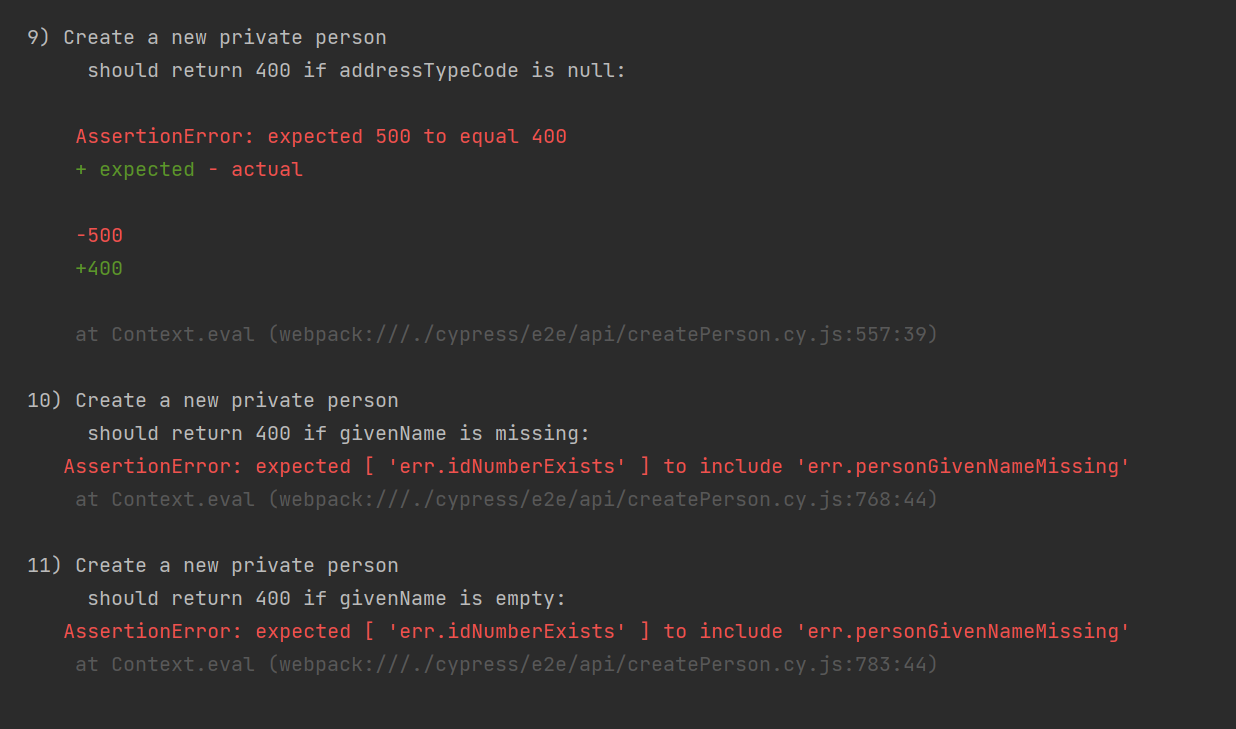 9) Create a new private person
should return 400 if addressTypeCode is null:
AssertionError: expected 500 to equal 400
+ expected - actual
-500
+400
at Context.eval (webpack:///./cypress/e2e/api/createPerson.cy.js:557:39)
10) Create a new private person
should return 400 if givenName is missing:
AssertionError: expected [ 'err.idNumberExists' ] to include 'err.personGivenNameMissing'
at Context.eval (webpack:///./cypress/e2e/api/createPerson.cy.js:768:44)
11) Create a new private person
should return 400 if givenName is empty:
AssertionError: expected [ 'err.idNumberExists' ] to include 'err.personGivenNameMissing'
at Context.eval (webpack:///./cypress/e2e/api/createPerson.cy.js:783:44)